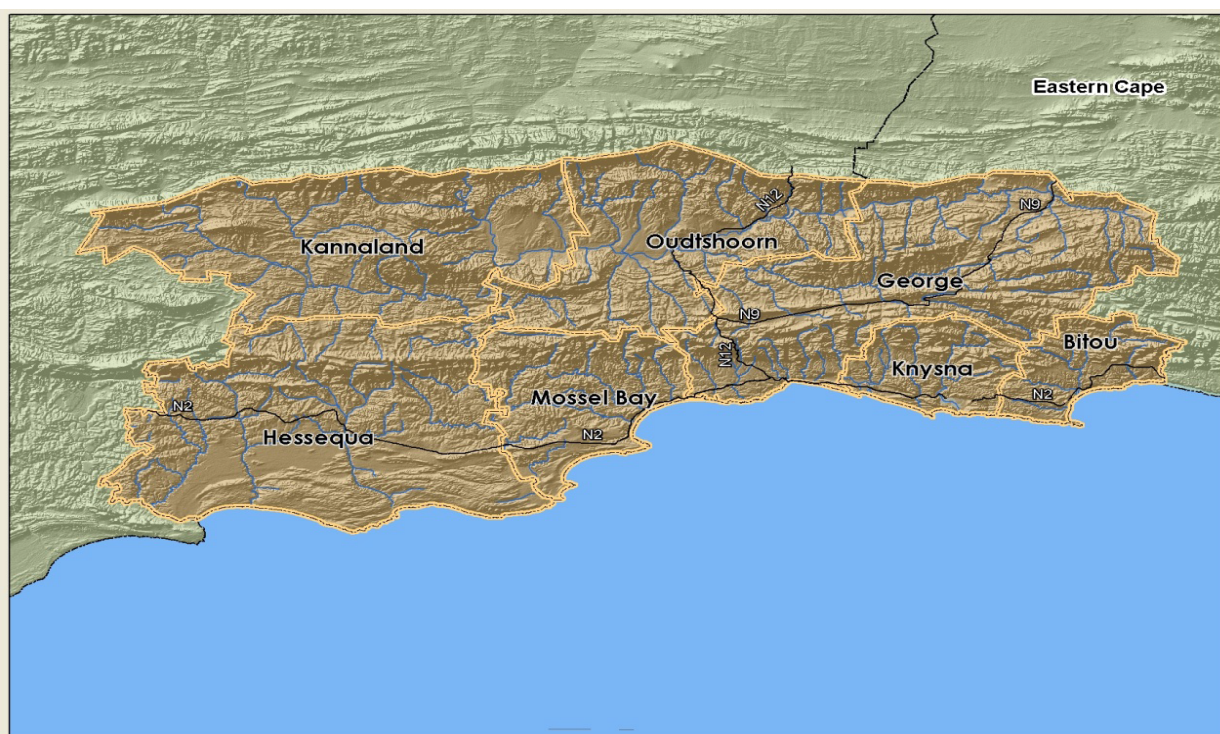 Eastern Cape
N12
N9
Kannaland
Oudtshoorn
George
N9
Bitou
N12
Knysna
Mossel Bay
N2
N2
Hessequa
N2